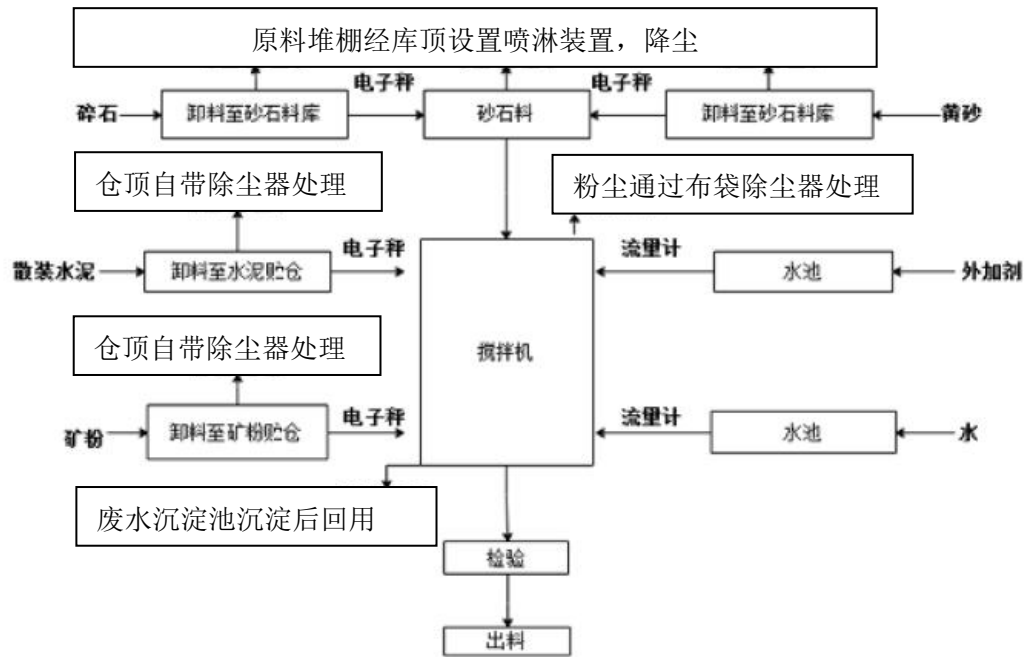 原料堆棚经库顶设置喷淋装置，降尘
电子秤
电子秤
碎石
卸料至砂石料库
砂石料
卸料至砂石料库
黄砂
仓顶自带除尘器处理
粉尘通过布袋除尘器处理
散装水泥
卸料至水泥贮仓
电子秤
流量计
水池
外加剂
仓顶自带除尘器处理
搅拌机
矿粉
卸料至矿粉贮仓
电子秤
流量计
水池
水
废水沉淀池沉淀后回用
检验
出料